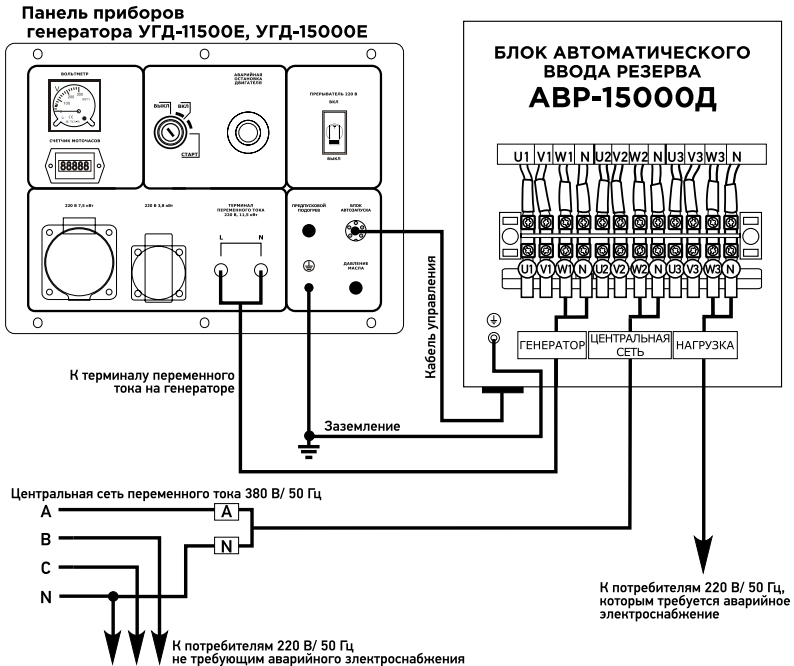 Панель приборов
генератора УГД-11500Е, УГД-15000Е
ВОЛЬТМЕТР
СЧЕТЧИК МОТОЧАСОВ
88888
АВАРИЙНАЯ
ОСТАНОВКА
ДВИГАТЕЛЯ
ВЫКЛ
ВКЛ
СТАРТ
ПРЕРЫВАТЕЛЬ 220 В
ВКЛ
ВЫКЛ
220 В 7,5 кВт
220 В 3,8 кВт
ТЕРМИНАЛ
ПЕРЕМЕННОГО ТОКА
220 В, 11,5 кВт
L N
ПРЕДПУСКОВОЙ
ПОДОГРЕВ
БЛОК
АВТОЗАПУСКА
ДАВЛЕНИЕ
МАСЛА
БЛОК АВТОМАТИЧЕСКОГО
ВВОДА РЕЗЕРВА
АВР-15000Д
U1 V1 W1 N U2 V2 W2 N U3 V3 W3 N
U1 V1 W1 N U2 V2 W2 N U3 V3 W3 N
ГЕНЕРАТОР
ЦЕНТРАЛЬНАЯ
СЕТЬ
НАГРУЗКА
Кабель управления
К терминалу переменного
тока на генераторе
Заземление
Центральная сеть переменного тока 380 В/ 50 Гц
A A
B
N
C
N
К потребителям 220 В/ 50 Гц,
которым требуется аварийное
электроснабжение
К потребителям 220 В/ 50 Гц
не требующим аварийного злектроснабжения